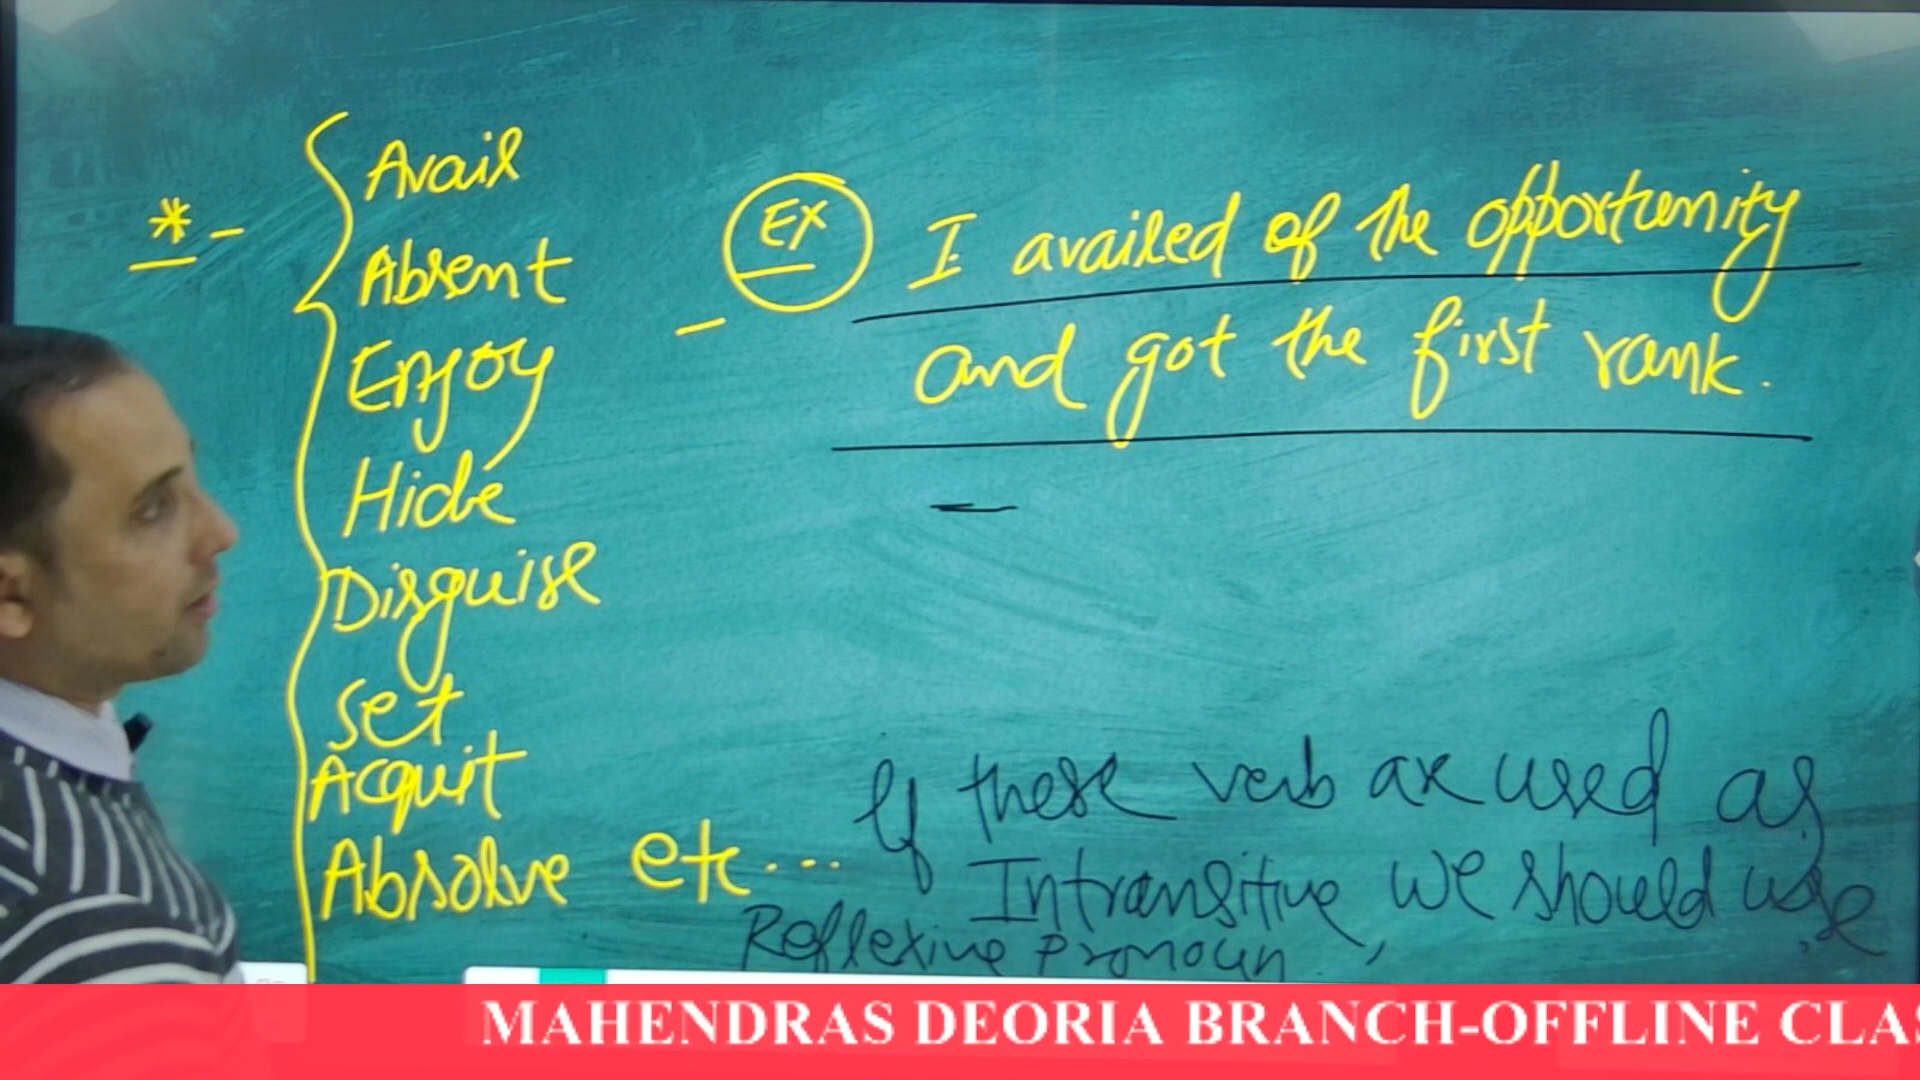 *-
Avail
Absent
Enjoy
Hide
Disguise
Set
Acquit
Absolve etc...
EX
I availed of the opportunity
and got the first rank.
If these verb are used as
Intransitive, we should use
Reflexive Pronoun
MAHENDRAS DEORIA BRANCH-OFFLINE CLAS